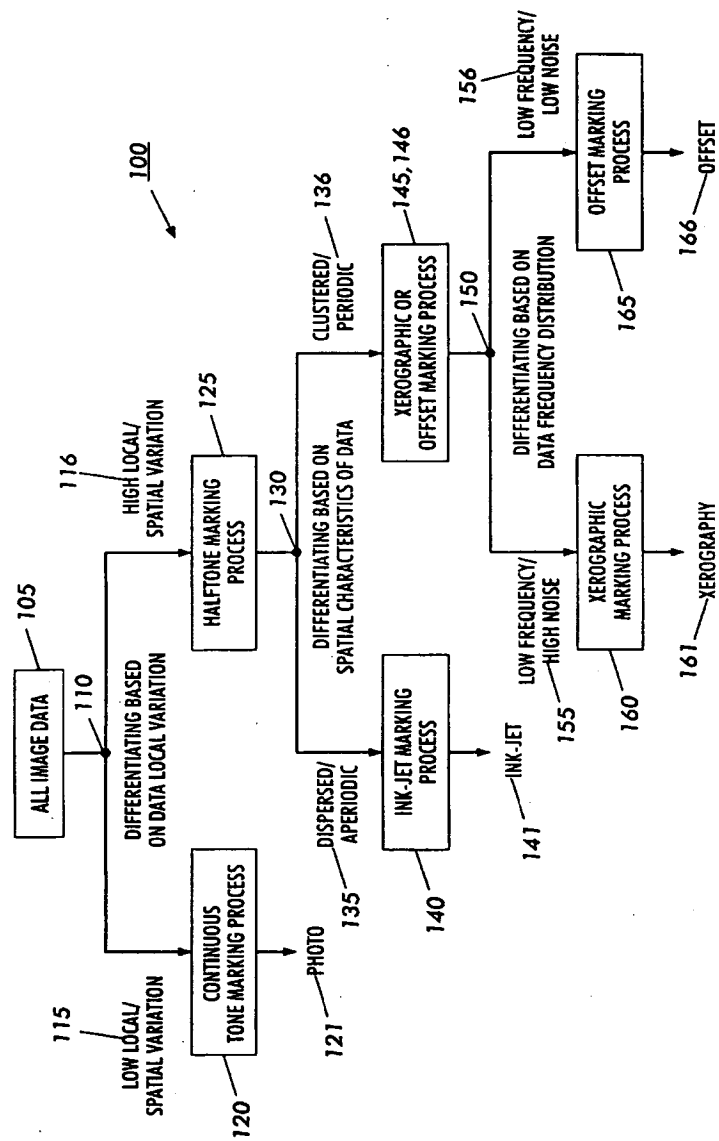 100
ALL IMAGE DATA
105
110
DIFFERENTIATING BASED
ON DATA LOCAL VARIATION
LOW LOCAL/
SPATIAL VARIATION
115
HIGH LOCAL/
SPATIAL VARIATION
116
CONTINUOUS
TONE MARKING PROCESS
120
PHOTO
121
HALFTONE MARKING
PROCESS
125
130
DIFFERENTIATING BASED ON
SPATIAL CHARACTERISTICS OF DATA
DISPERSED/
APERIODIC
135
CLUSTERED/
PERIODIC
136
INK-JET MARKING
PROCESS
140
INK-JET
141
XEROGRAPHIC OR
OFFSET MARKING PROCESS
145, 146
150
DIFFERENTIATING BASED ON
DATA FREQUENCY DISTRIBUTION
LOW FREQUENCY/
HIGH NOISE
155
LOW FREQUENCY/
LOW NOISE
156
XEROGRAPHIC
MARKING PROCESS
160
XEROGRAPHY
161
OFFSET MARKING
PROCESS
165
OFFSET
166